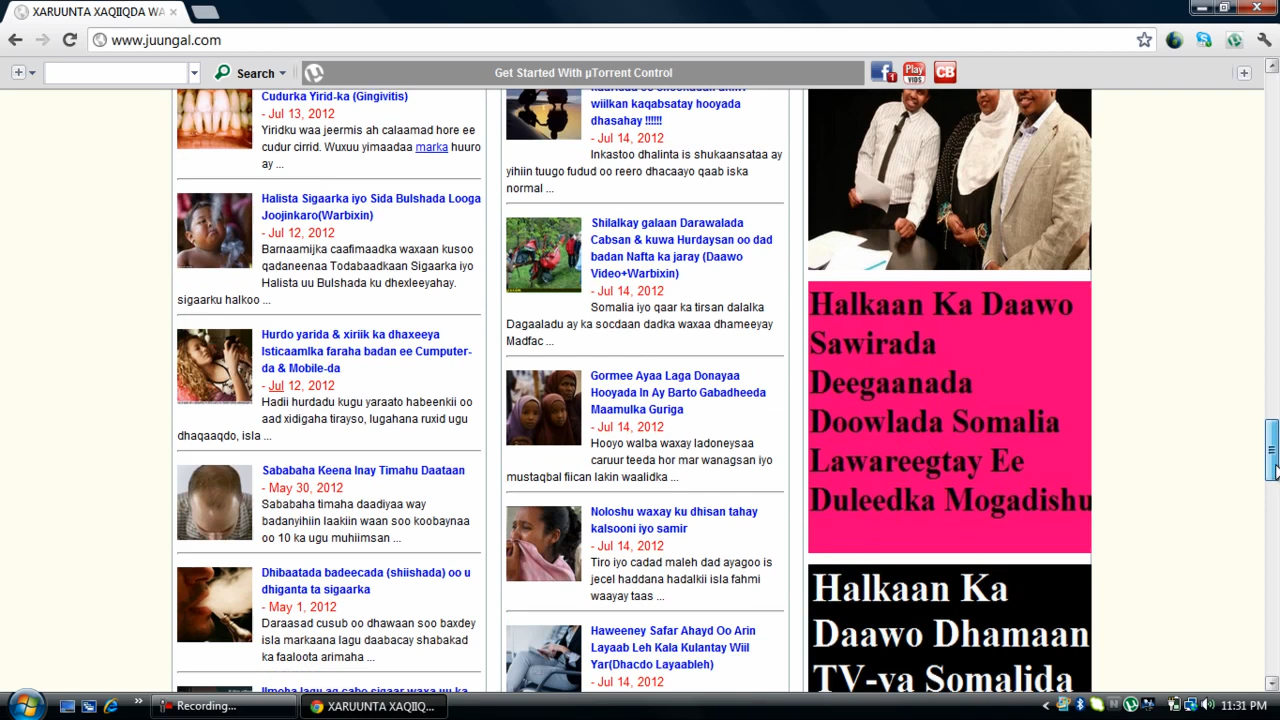 XARUUNTA XAQIIQDA WA
www.juungal.com
Search
Get Started With µTorrent Control
1
Play
VIDS
CB
Cudurka Yirid-ka (Gingivitis)
- Jul 13, 2012
Yiridku waa jeermis ah calaamad hore ee
cudur cirrid. Wuxuu yimaadaa marka huuro
ay ...
Halista Sigaarka iyo Sida Bulshada Looga
Joojinkaro(Warbixin)
- Jul 12, 2012
Barnaamijka caafimaadka waxaan kusoo
qadaneenaa Todabaadkaan Sigaarka iyo
Halista uu Bulshada ku dhexleeyahay.
sigaarku halkoo ...
Hurdo yarida & xiriik ka dhaxeeya
Isticaamlka faraha badan ee Cumputer-
da & Mobile-da
- Jul 12, 2012
Hadii hurdadu kugu yaraato habeenkii oo
aad xidigaha tirayso, lugahana ruxid ugu
dhaqaaqdo, isla ...
Sababaha Keena Inay Timahu Daataan
- May 30, 2012
Sababaha timaha daadiyaa way
badanyihiin laakiin waan soo koobaynaa
oo 10 ka ugu muhiimsan ...
Dhibaatada badeecada (shiishada) oo u
dhiganta ta sigaarka
- May 1, 2012
Daraasad cusub oo dhawaan soo baxdey
isla markaana lagu daabacay shabakad
ka faaloota arimaha ...
wiilkan kaqabsatay hooyada
dhasahay !!!!!!
- Jul 14, 2012
Inkastoo dhalinta is shukaansataa ay
yihiin tuugo fudud oo reero dhacaayo qaab iska
normal ...
Shilalkay galaan Darawalada
Cabsan & kuwa Hurdaysan oo dad
badan Nafta ka jaray (Daawo
Video+Warbixin)
- Jul 14, 2012
Somalia iyo qaar ka tirsan dalalka
Dagaaladu ay ka socdaan dadka waxaa dhameeyay
Madfac ...
Gormee Ayaa Laga Donayaa
Hooyada In Ay Barto Gabadheeda
Maamulka Guriga
- Jul 14, 2012
Hooyo walba waxay ladoneysaa
caruur teeda hor mar wanagsan iyo
mustaqbal fiican lakin waalidka ...
Noloshu waxay ku dhisan tahay
kalsooni iyo samir
- Jul 14, 2012
Tiro iyo cadad maleh dad ayagoo is
jecel haddana hadalkii isla fahmi
waayay taas ...
Haweeney Safar Ahayd Oo Arin
Layaab Leh Kala Kulantay Wiil
Yar(Dhacdo Layaableh)
- Jul 14, 2012
Halkaan Ka Daawo
Sawirada
Deegaanada
Doowlada Somalia
Lawareegtay Ee
Duleedka Mogadishu
Halkaan Ka
Daawo Dhamaan
TV-ya Somalida
Recording...
XARUUNTA XAQIIQ...
11:31 PM